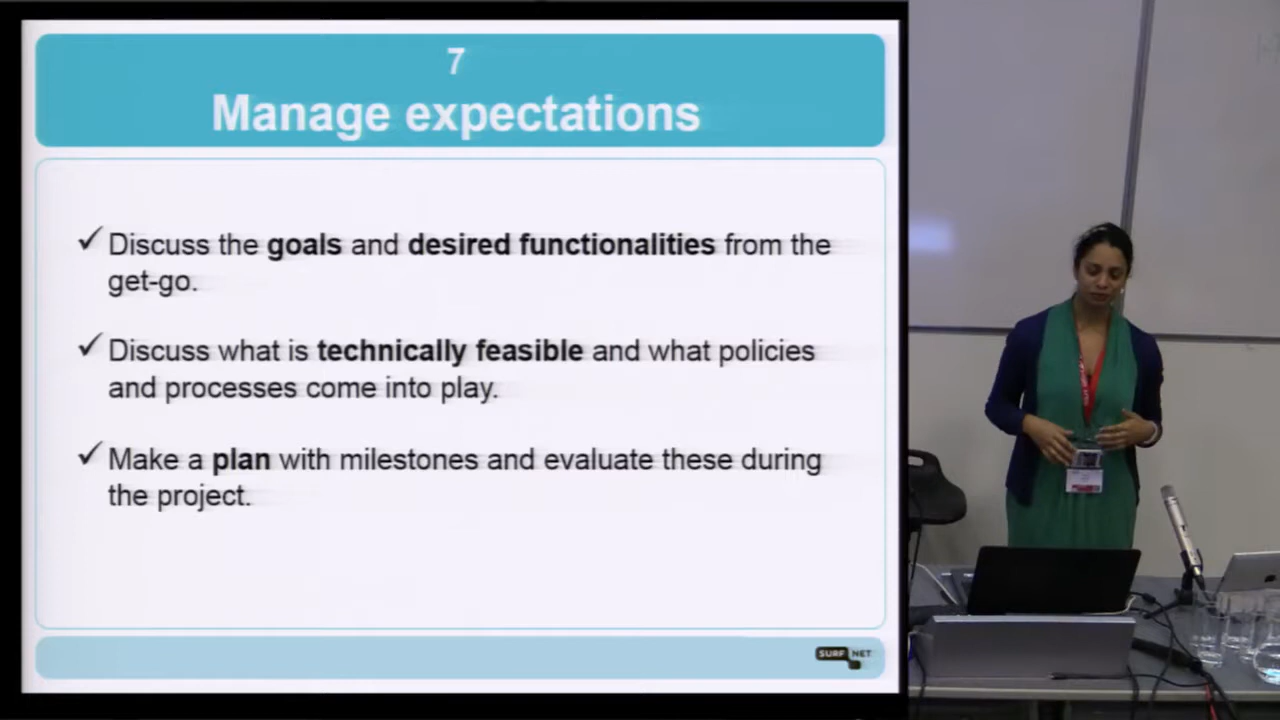 7
Manage expectations
✓ Discuss the goals and desired functionalities from the
get-go.
✓ Discuss what is technically feasible and what policies
and processes come into play.
✓ Make a plan with milestones and evaluate these during
the project.
SURF NET